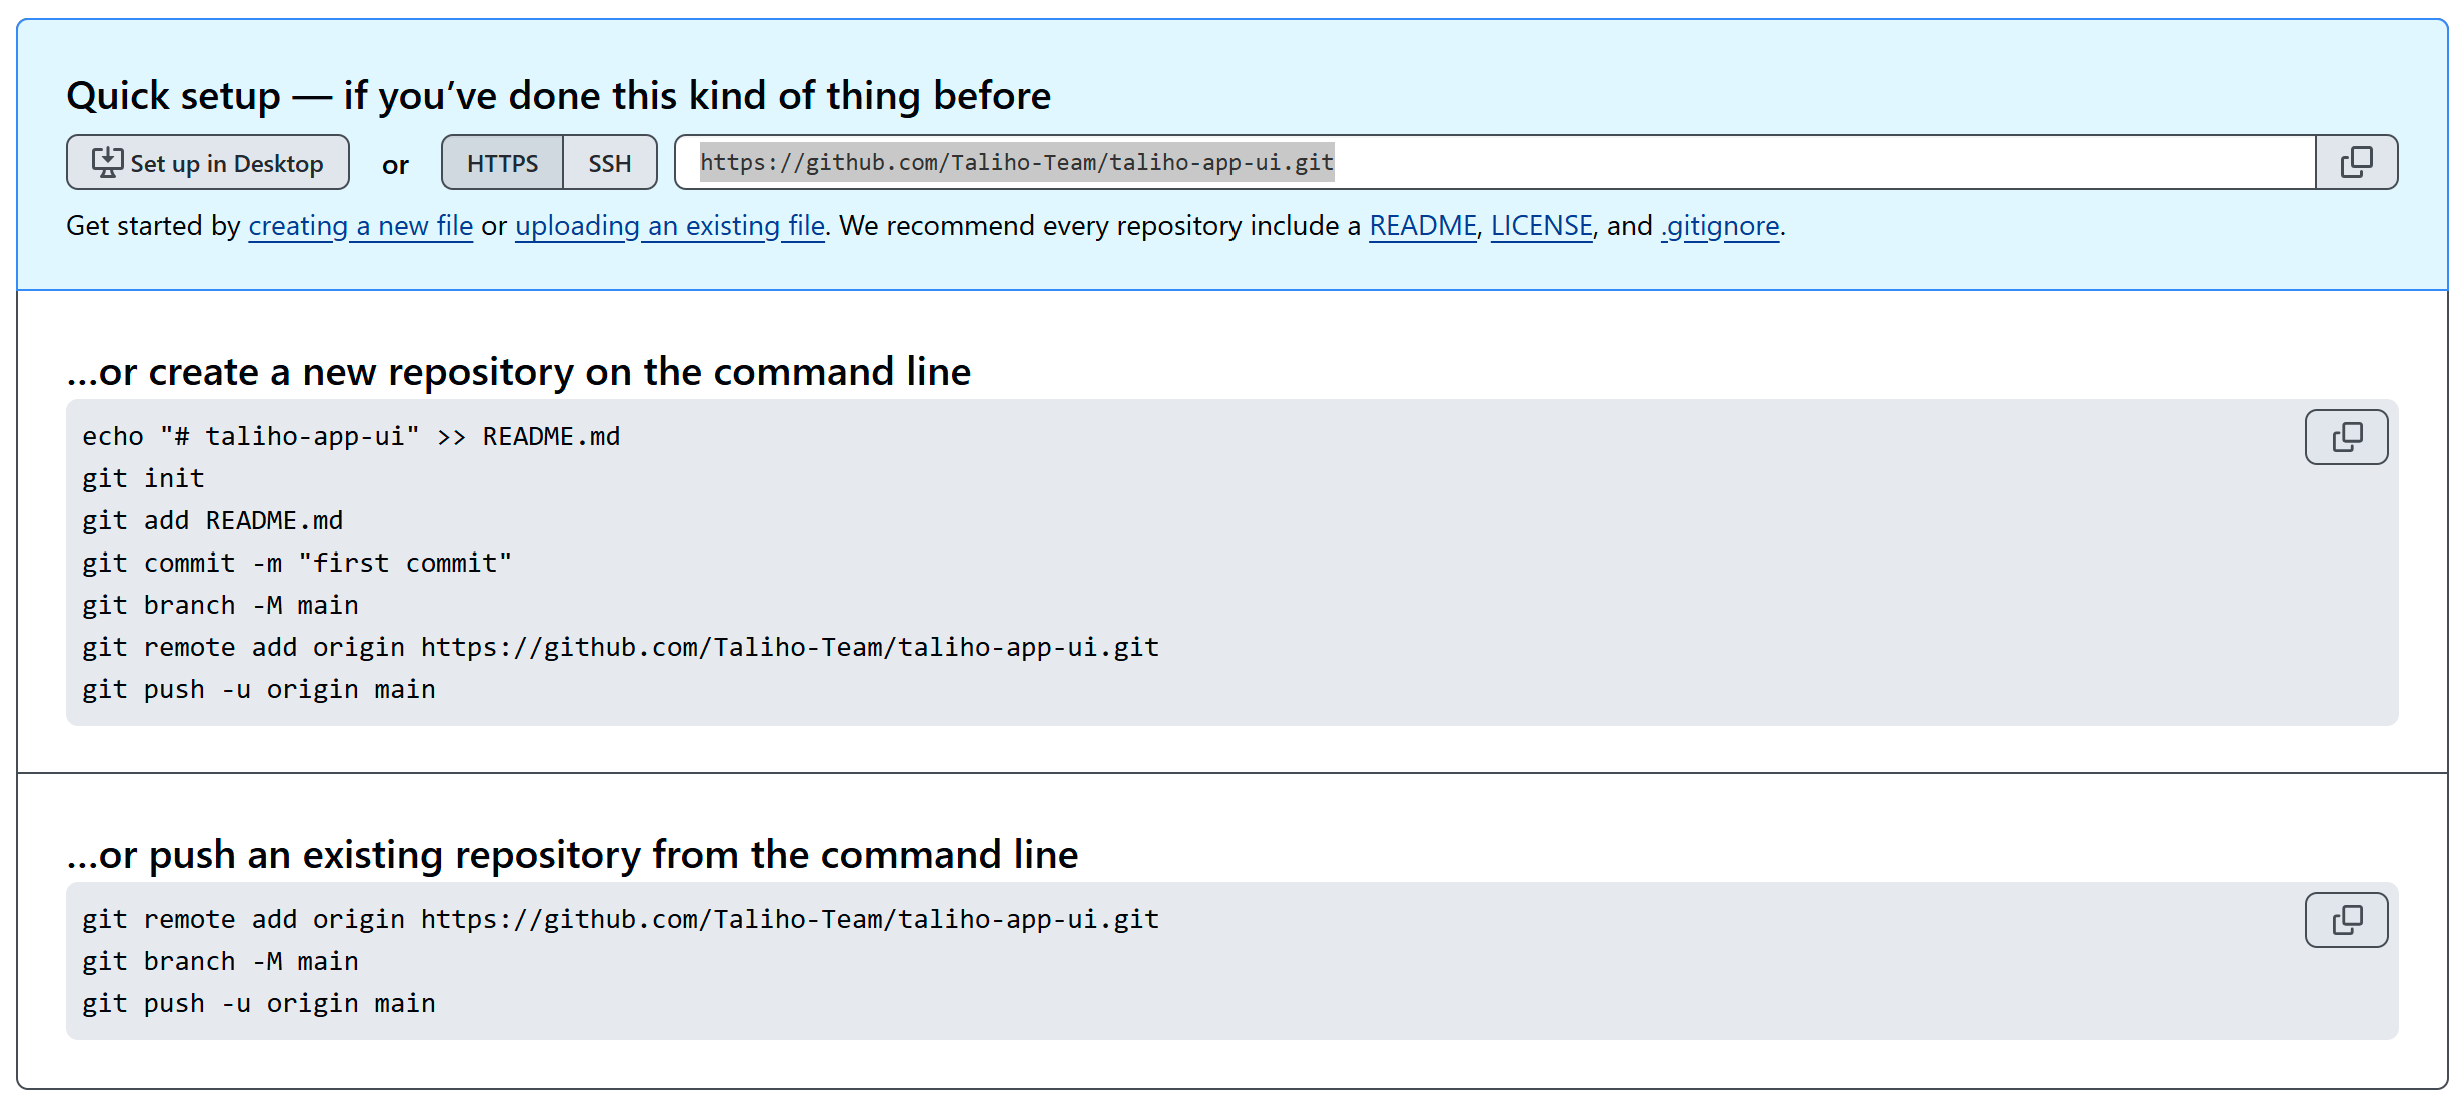 Quick setup — if you’ve done this kind of thing before
Set up in Desktop or HTTPS SSH https://github.com/Taliho-Team/taliho-app-ui.git
Get started by creating a new file or uploading an existing file. We recommend every repository include a README, LICENSE, and .gitignore.
…or create a new repository on the command line
echo "# taliho-app-ui" >> README.md
git init
git add README.md
git commit -m "first commit"
git branch -M main
git remote add origin https://github.com/Taliho-Team/taliho-app-ui.git
git push -u origin main
…or push an existing repository from the command line
git remote add origin https://github.com/Taliho-Team/taliho-app-ui.git
git branch -M main
git push -u origin main